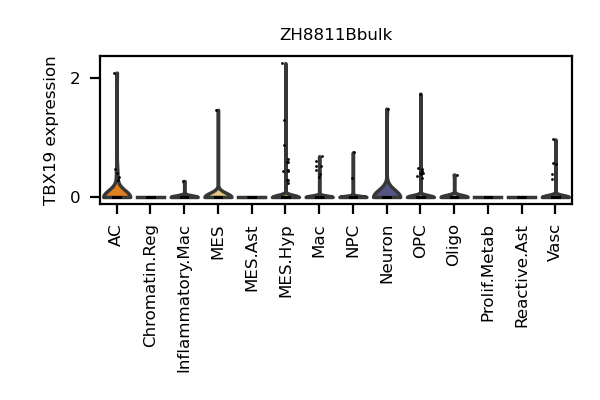 ZH8811Bbulk
TBX19 expression
2
0
AC
Chromatin.Reg
Inflammatory.Mac
MES
MES.Ast
MES.Hyp
Mac
NPC
Neuron
OPC
Oligo
Prolif.Metab
Reactive.Ast
Vasc